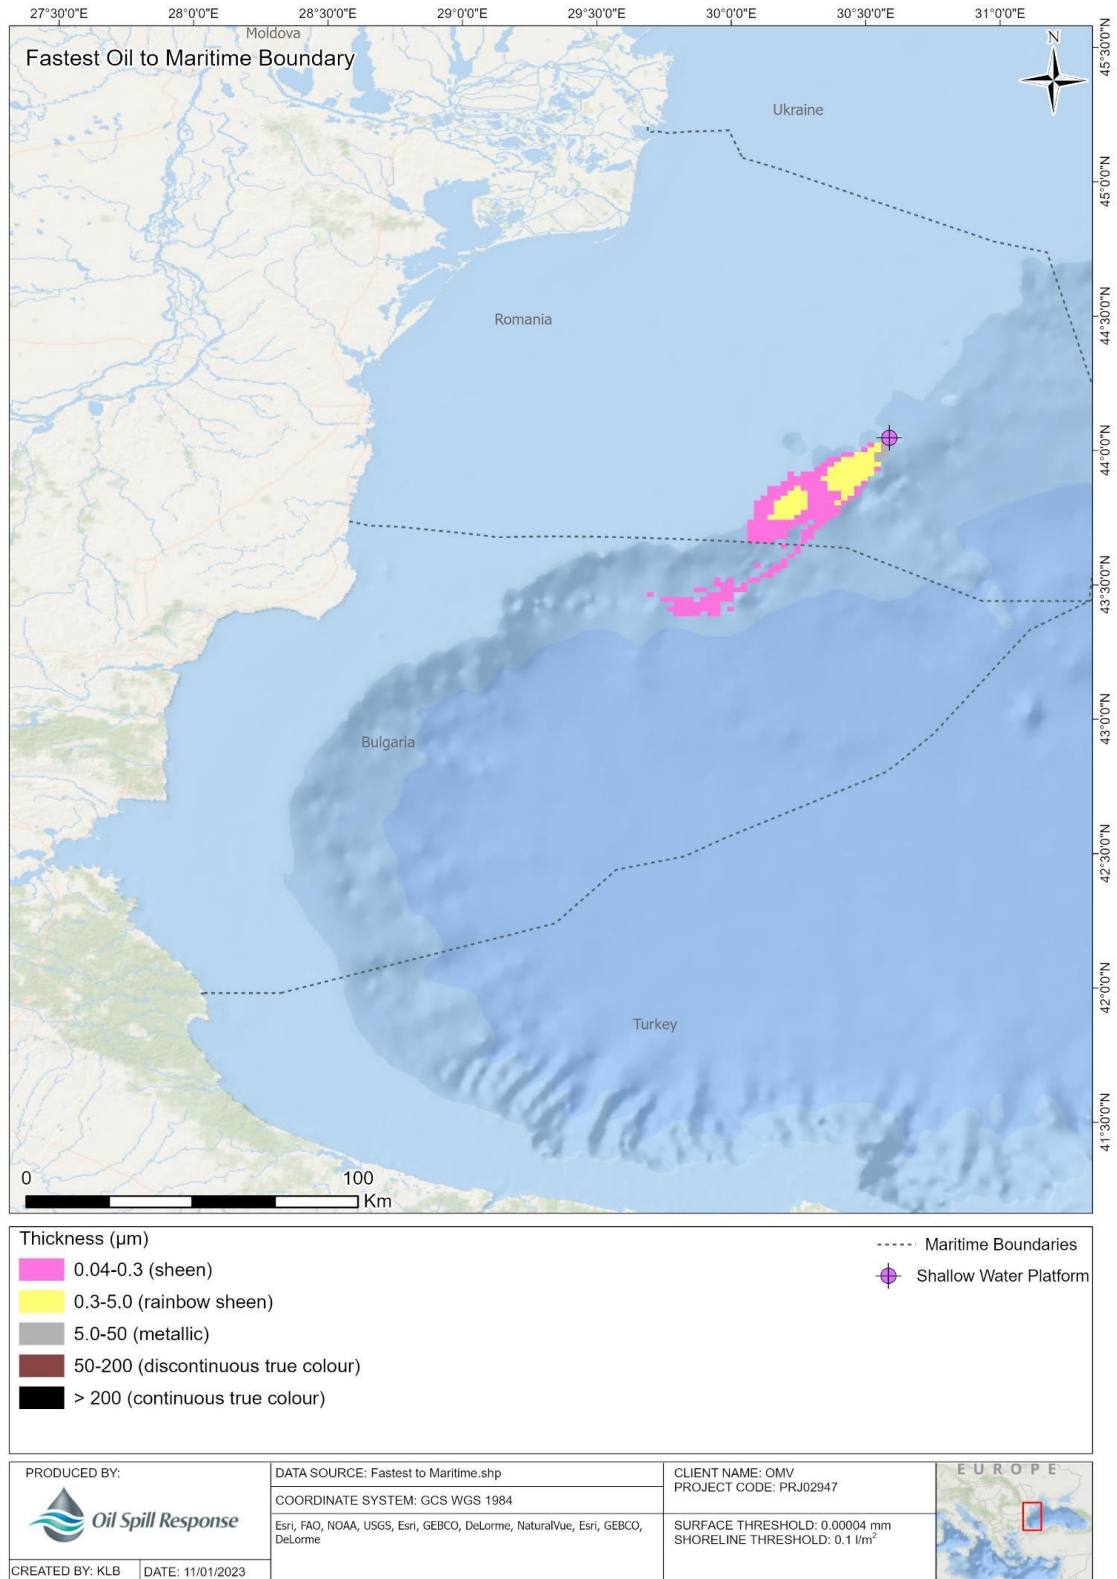 27°30'0"E 28°0'0"E 28°30'0"E 29°0'0"E 29°30'0"E 30°0'0"E 30°30'0"E 31°0'0"E
Moldova
Fastest Oil to Maritime Boundary
N
45°30'0"N
Ukraine
45°0'0"N
Romania
44°30'0"N
44°0'0"N
43°30'0"N
43°0'0"N
Bulgaria
42°30'0"N
42°0'0"N
Turkey
41°30'0"N
0 100
Km
Thickness (µm)
0.04-0.3 (sheen)
0.3-5.0 (rainbow sheen)
5.0-50 (metallic)
50-200 (discontinuous true colour)
> 200 (continuous true colour)
Maritime Boundaries
Shallow Water Platform
PRODUCED BY:
Oil Spill Response
CREATED BY: KLB DATE: 11/01/2023
DATA SOURCE: Fastest to Maritime.shp
COORDINATE SYSTEM: GCS WGS 1984
Esri, FAO, NOAA, USGS, Esri, GEBCO, DeLorme, NaturalVue, Esri, GEBCO,
DeLorme
CLIENT NAME: OMV
PROJECT CODE: PRJ02947
SURFACE THRESHOLD: 0.00004 mm
SHORELINE THRESHOLD: 0.1 l/m²
EUROPE